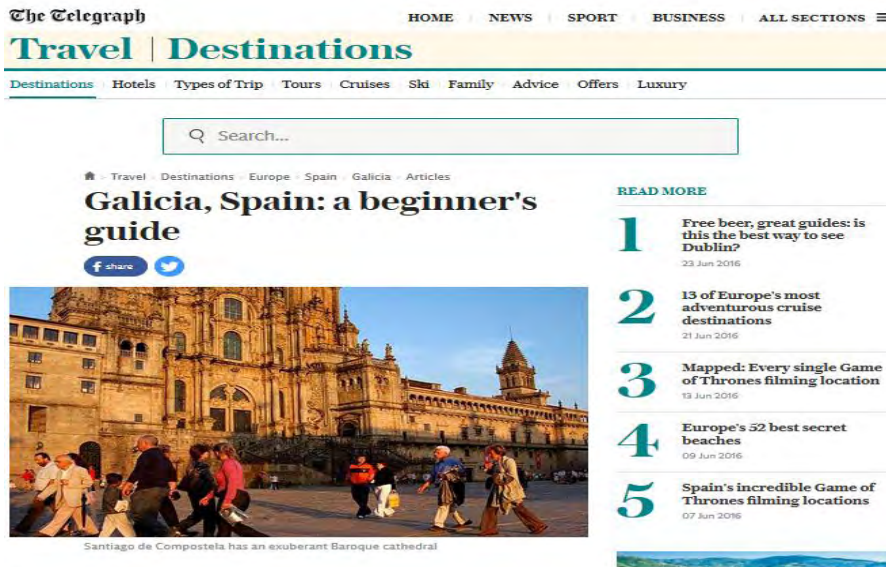 The Telegraph
HOME NEWS SPORT BUSINESS ALL SECTIONS
Travel | Destinations
Destinations Hotels Types of Trip Tours Cruises Ski Family Advice Offers Luxury
Search...
Travel Destinations Europe Spain Galicia Articles
Galicia, Spain: a beginner's
guide
f share
Santiago de Compostela has an exuberant Baroque cathedral
READ MORE
1
Free beer, great guides: is
this the best way to see
Dublin?
23 Jun 2016
2
13 of Europe's most
adventurous cruise
destinations
21 Jun 2016
3
Mapped: Every single Game
of Thrones filming location
13 Jun 2016
4
Europe's 52 best secret
beaches
09 Jun 2016
5
Spain's incredible Game of
Thrones filming locations
07 Jun 2016